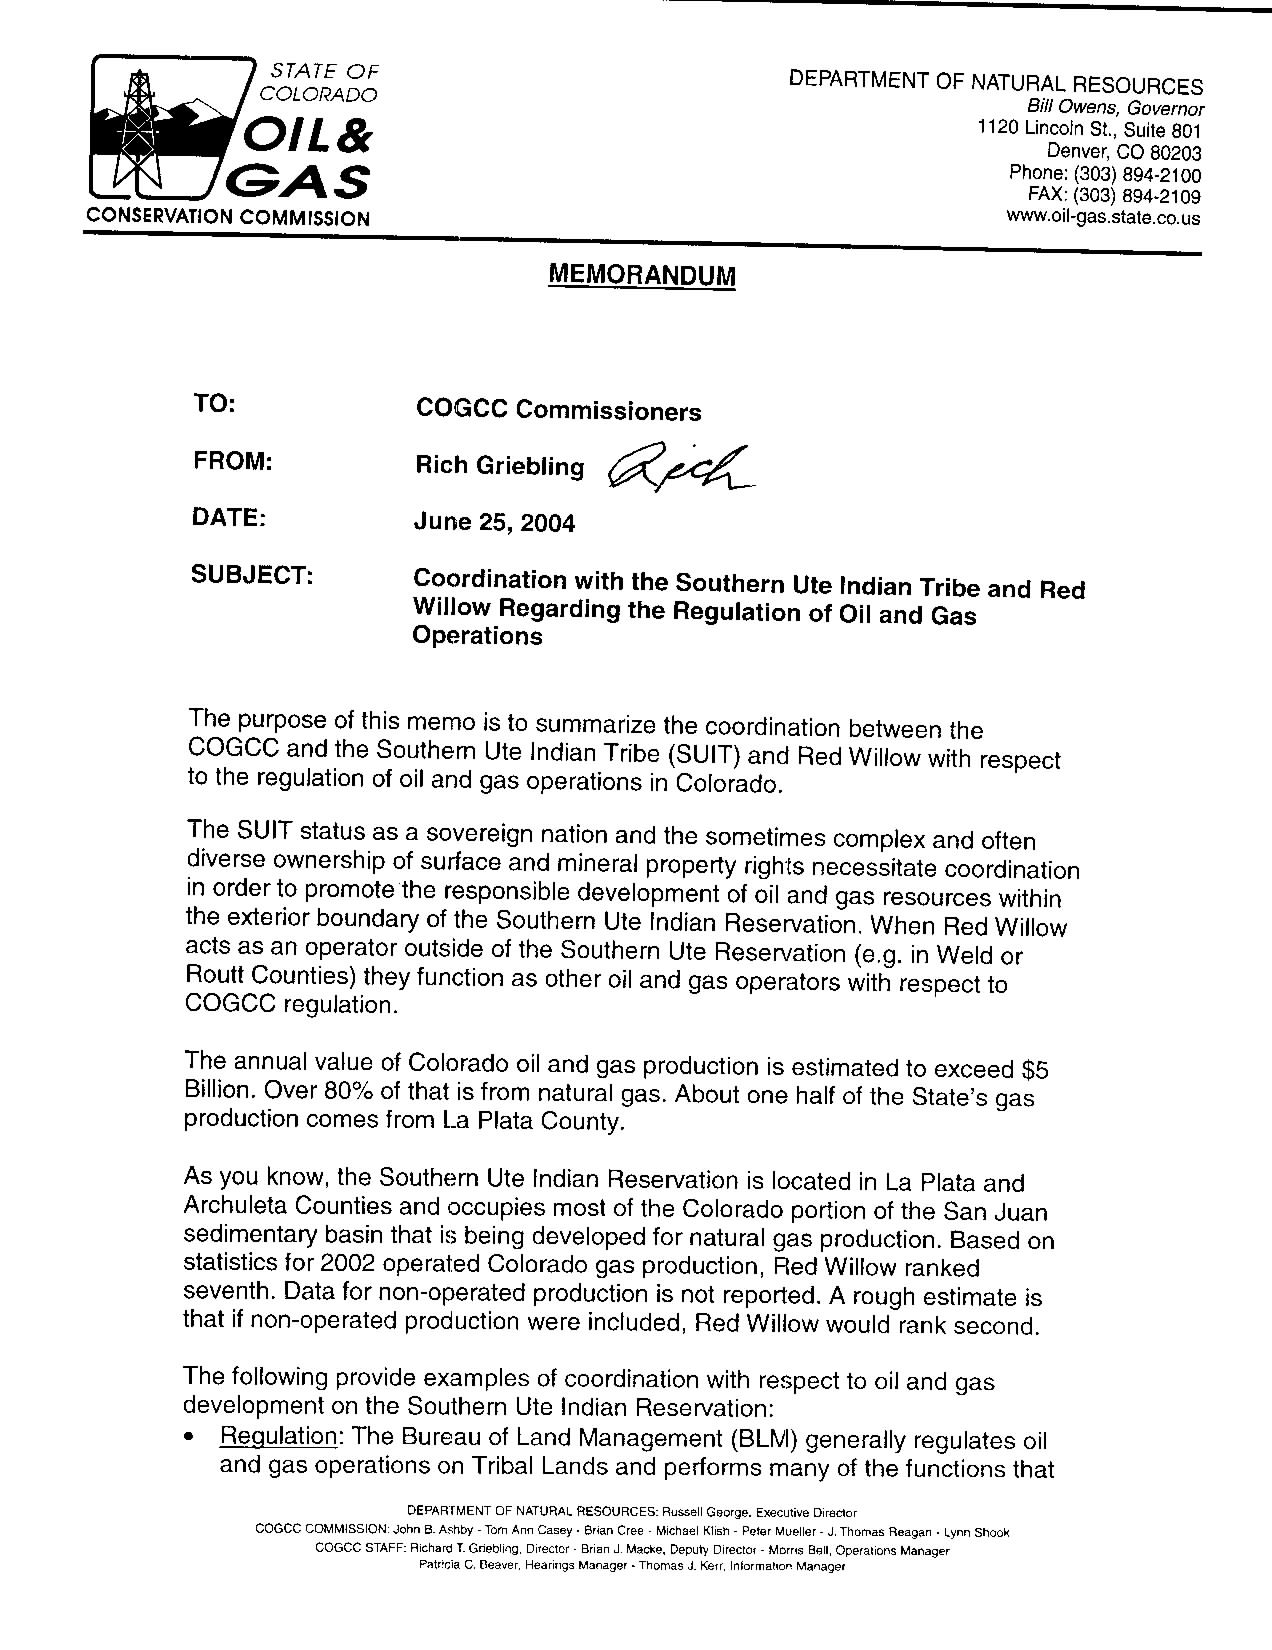 STATE OF
COLORADO
OIL&
GAS
CONSERVATION COMMISSION
DEPARTMENT OF NATURAL RESOURCES
Bill Owens, Governor
1120 Lincoln St., Suite 801
Denver, CO 80203
Phone: (303) 894-2100
FAX: (303) 894-2109
www.oil-gas.state.co.us
MEMORANDUM
TO: COGCC Commissioners
FROM: Rich Griebling Rich
DATE: June 25, 2004
SUBJECT: Coordination with the Southern Ute Indian Tribe and Red
Willow Regarding the Regulation of Oil and Gas
Operations
The purpose of this memo is to summarize the coordination between the
COGCC and the Southern Ute Indian Tribe (SUIT) and Red Willow with respect
to the regulation of oil and gas operations in Colorado.
The SUIT status as a sovereign nation and the sometimes complex and often
diverse ownership of surface and mineral property rights necessitate coordination
in order to promote the responsible development of oil and gas resources within
the exterior boundary of the Southern Ute Indian Reservation. When Red Willow
acts as an operator outside of the Southern Ute Reservation (e.g. in Weld or
Routt Counties) they function as other oil and gas operators with respect to
COGCC regulation.
The annual value of Colorado oil and gas production is estimated to exceed $5
Billion. Over 80% of that is from natural gas. About one half of the State's gas
production comes from La Plata County.
As you know, the Southern Ute Indian Reservation is located in La Plata and
Archuleta Counties and occupies most of the Colorado portion of the San Juan
sedimentary basin that is being developed for natural gas production. Based on
statistics for 2002 operated Colorado gas production, Red Willow ranked
seventh. Data for non-operated production is not reported. A rough estimate is
that if non-operated production were included, Red Willow would rank second.
The following provide examples of coordination with respect to oil and gas
development on the Southern Ute Indian Reservation:
• Regulation: The Bureau of Land Management (BLM) generally regulates oil
and gas operations on Tribal Lands and performs many of the functions that
DEPARTMENT OF NATURAL RESOURCES: Russell George, Executive Director
COGCC COMMISSION: John B. Ashby - Tom Ann Casey - Brian Cree - Michael Klish - Peter Mueller - J. Thomas Reagan - Lynn Shook
COGCC STAFF: Richard T. Griebling, Director - Brian J. Macke, Deputy Director - Morris Bell, Operations Manager
Patricia C. Beaver, Hearings Manager - Thomas J. Kerr, Information Manager